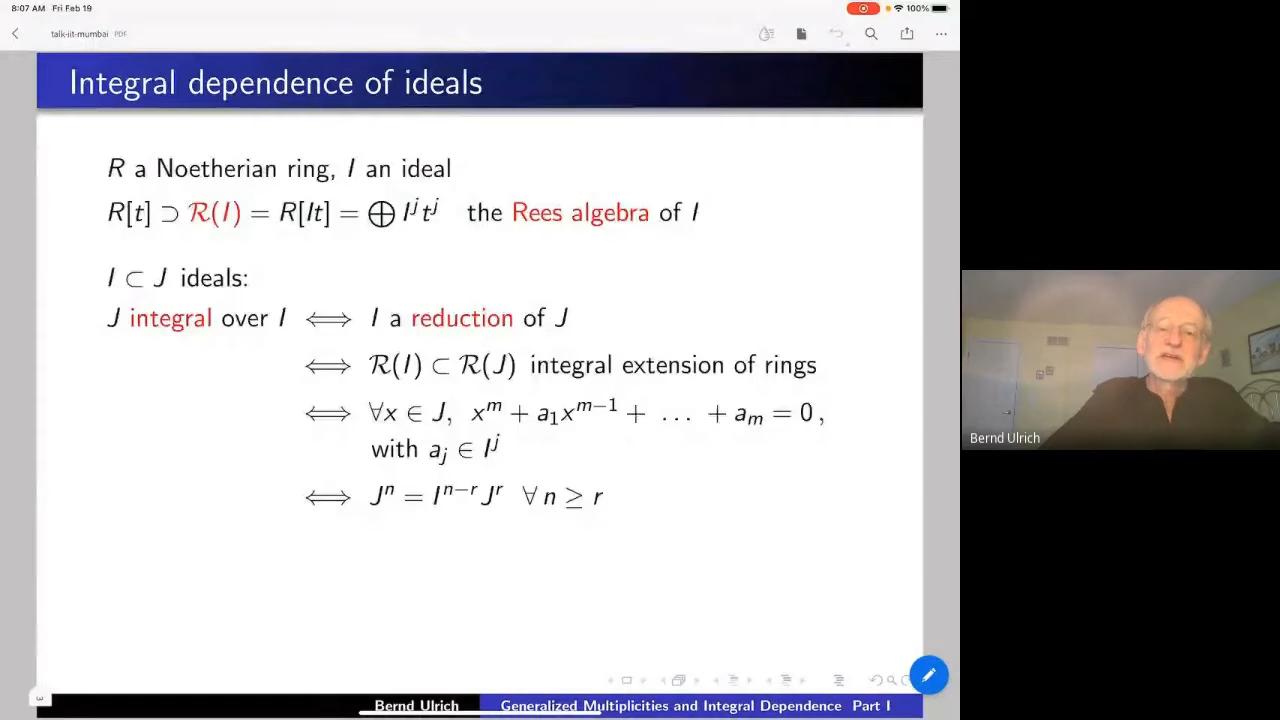 8:07 AM Fri Feb 19
100%
talk-iit-mumbai PDF
Integral dependence of ideals
R a Noetherian ring, I an ideal
R[t] ⊃ ℛ(I) = R[It] = ⊕ I^j t^j the Rees algebra of I
I ⊂ J ideals:
J integral over I ⟺ I a reduction of J
⟺ ℛ(I) ⊂ ℛ(J) integral extension of rings
⟺ ∀x ∈ J, x^m + a_1x^{m−1} + … + a_m = 0,
with a_j ∈ I^j
⟺ J^n = I^{n−r} J^r ∀ n ≥ r
Bernd Ulrich
3
Bernd Ulrich Generalized Multiplicities and Integral Dependence Part I